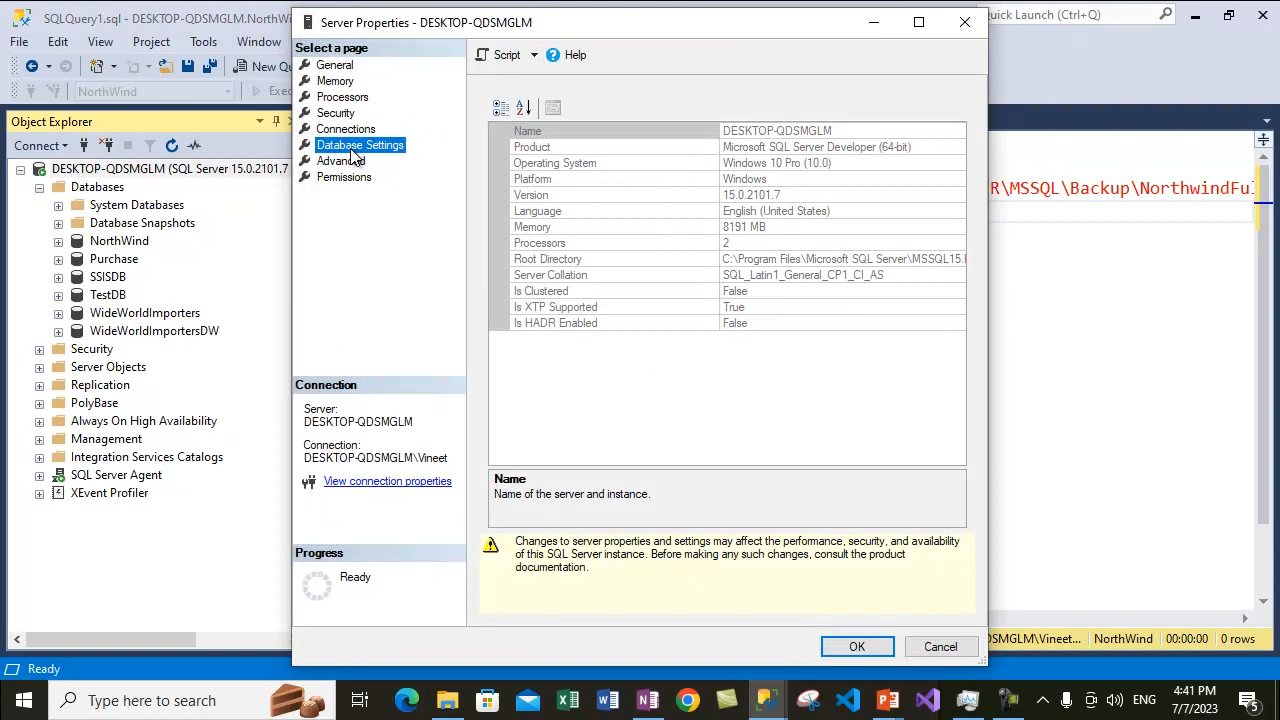 SQLQuery1.sql - DESKTOP-QDSMGLM.NorthWin
Quick Launch (Ctrl+Q)
File Edit View Project Tools Window
New Qu
NorthWind
Exec
Object Explorer
Connect
DESKTOP-QDSMGLM (SQL Server 15.0.2101.7
Databases
System Databases
Database Snapshots
NorthWind
Purchase
SSISDB
TestDB
WideWorldImporters
WideWorldImportersDW
Security
Server Objects
Replication
PolyBase
Always On High Availability
Management
Integration Services Catalogs
SQL Server Agent
XEvent Profiler
Server Properties - DESKTOP-QDSMGLM
Select a page
General
Memory
Processors
Security
Connections
Database Settings
Advanced
Permissions
Connection
Server:
DESKTOP-QDSMGLM
Connection:
DESKTOP-QDSMGLM\Vineet
View connection properties
Progress
Ready
Script Help
Name DESKTOP-QDSMGLM
Product Microsoft SQL Server Developer (64-bit)
Operating System Windows 10 Pro (10.0)
Platform Windows
Version 15.0.2101.7
Language English (United States)
Memory 8191 MB
Processors 2
Root Directory C:\Program Files\Microsoft SQL Server\MSSQL15.
Server Collation SQL_Latin1_General_CP1_CI_AS
Is Clustered False
Is XTP Supported True
Is HADR Enabled False
Name
Name of the server and instance.
Changes to server properties and settings may affect the performance, security, and availability
of this SQL Server instance. Before making any such changes, consult the product
documentation.
OK Cancel
R\MSSQL\Backup\NorthwindFul
SMGLM\Vineet... NorthWind 00:00:00 0 rows
Ready
Type here to search
ENG
4:41 PM
7/7/2023
5